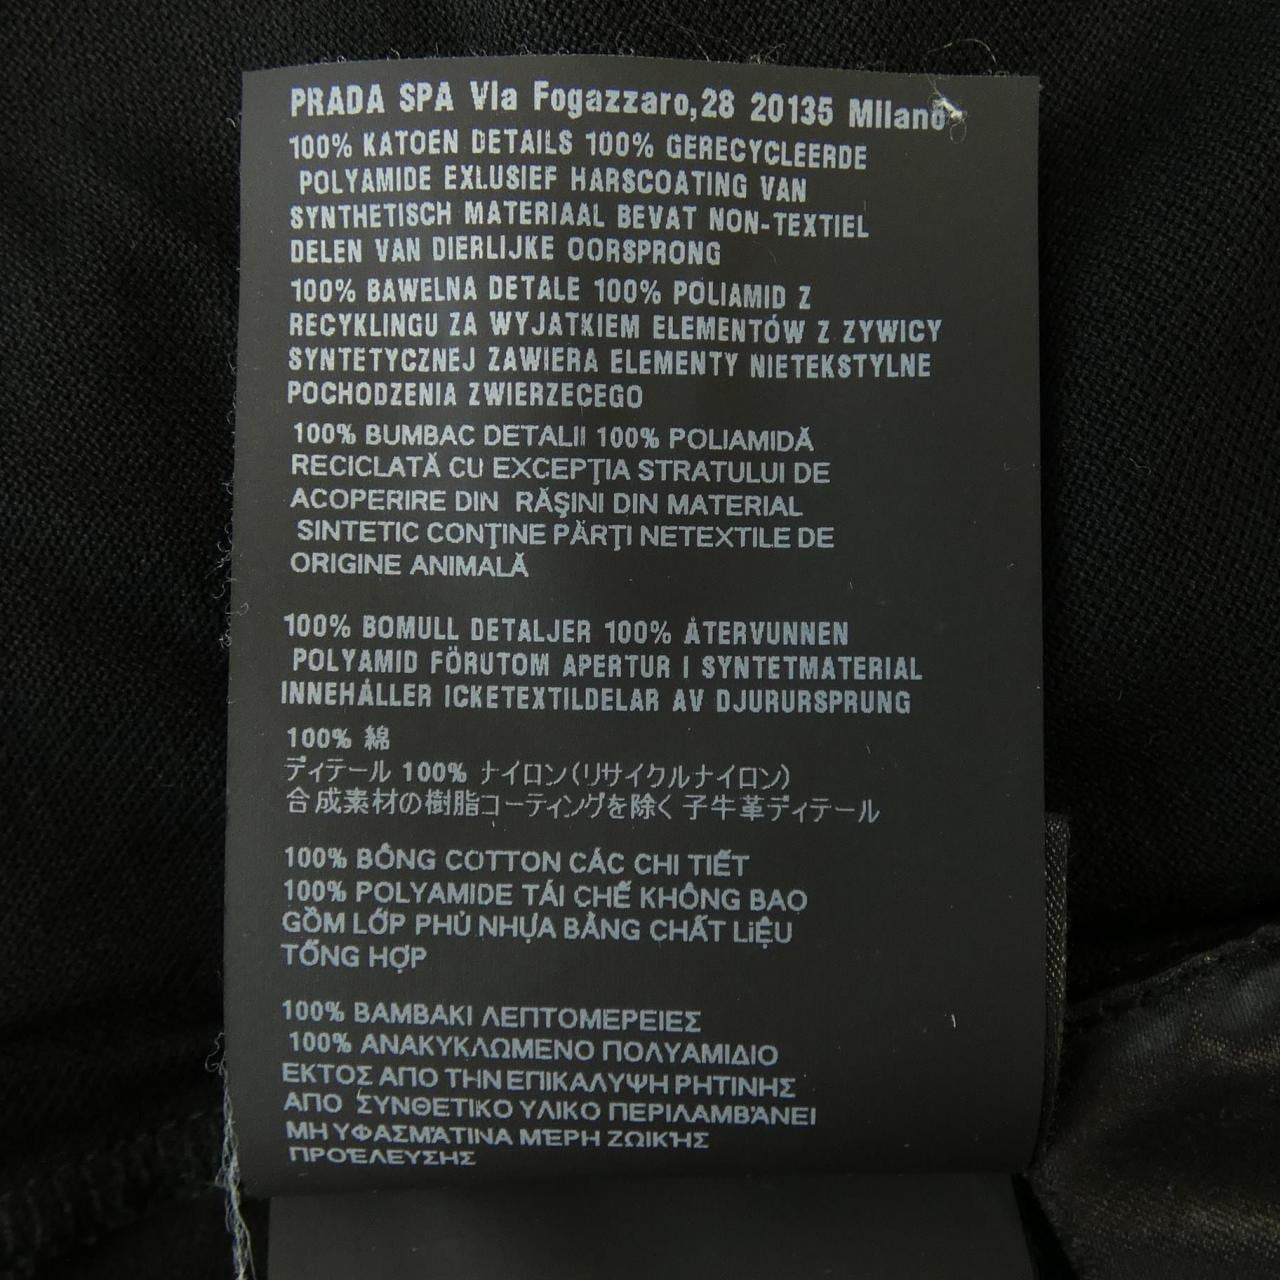 PRADA SPA VIa Fogazzaro,28 20135 MIlano
100% KATOEN DETAILS 100% GERECYCLEERDE
POLYAMIDE EXLUSIEF HARSCOATING VAN
SYNTHETISCH MATERIAAL BEVAT NON-TEXTIEL
DELEN VAN DIERLIJKE OORSPRONG
100% BAWELNA DETALE 100% POLIAMID Z
RECYKLINGU ZA WYJATKIEM ELEMENTÓW Z ZYWICY
SYNTETYCZNEJ ZAWIERA ELEMENTY NIETEKSTYLNE
POCHODZENIA ZWIERZECEGO
100% BUMBAC DETALII 100% POLIAMIDĂ
RECICLATĂ CU EXCEPŢIA STRATULUI DE
ACOPERIRE DIN RĂŞINI DIN MATERIAL
SINTETIC CONŢINE PĂRŢI NETEXTILE DE
ORIGINE ANIMALĂ
100% BOMULL DETALJER 100% ÅTERVUNNEN
POLYAMID FÖRUTOM APERTUR I SYNTETMATERIAL
INNEHÅLLER ICKETEXTILDELAR AV DJURURSPRUNG
100% 綿
ディテール 100% ナイロン(リサイクルナイロン)
合成素材の樹脂コーティングを除く 子牛革ディテール
100% BÔNG COTTON CÁC CHI TIẾT
100% POLYAMIDE TÁI CHẾ KHÔNG BAO
GỒM LỚP PHỦ NHỰA BẰNG CHẤT LiỆU
TỔNG HỢP
100% ΒΑΜΒΑΚΙ ΛΕΠΤΟΜΕΡΕΙΕΣ
100% ΑΝΑΚΥΚΛΩΜΕΝΟ ΠΟΛΥΑΜΙΔΙΟ
ΕΚΤΟΣ ΑΠΟ ΤΗΝ ΕΠΙΚΑΛΥΨΗ ΡΗΤΙΝΗΣ
ΑΠΟ ΣΥΝΘΕΤΙΚΟ ΥΛΙΚΟ ΠΕΡΙΛΑΜΒΆΝΕΙ
ΜΗ ΥΦΑΣΜΆΤΙΝΑ ΜΈΡΗ ΖΩΙΚΉΣ
ΠΡΟΈΛΕΥΣΗΣ